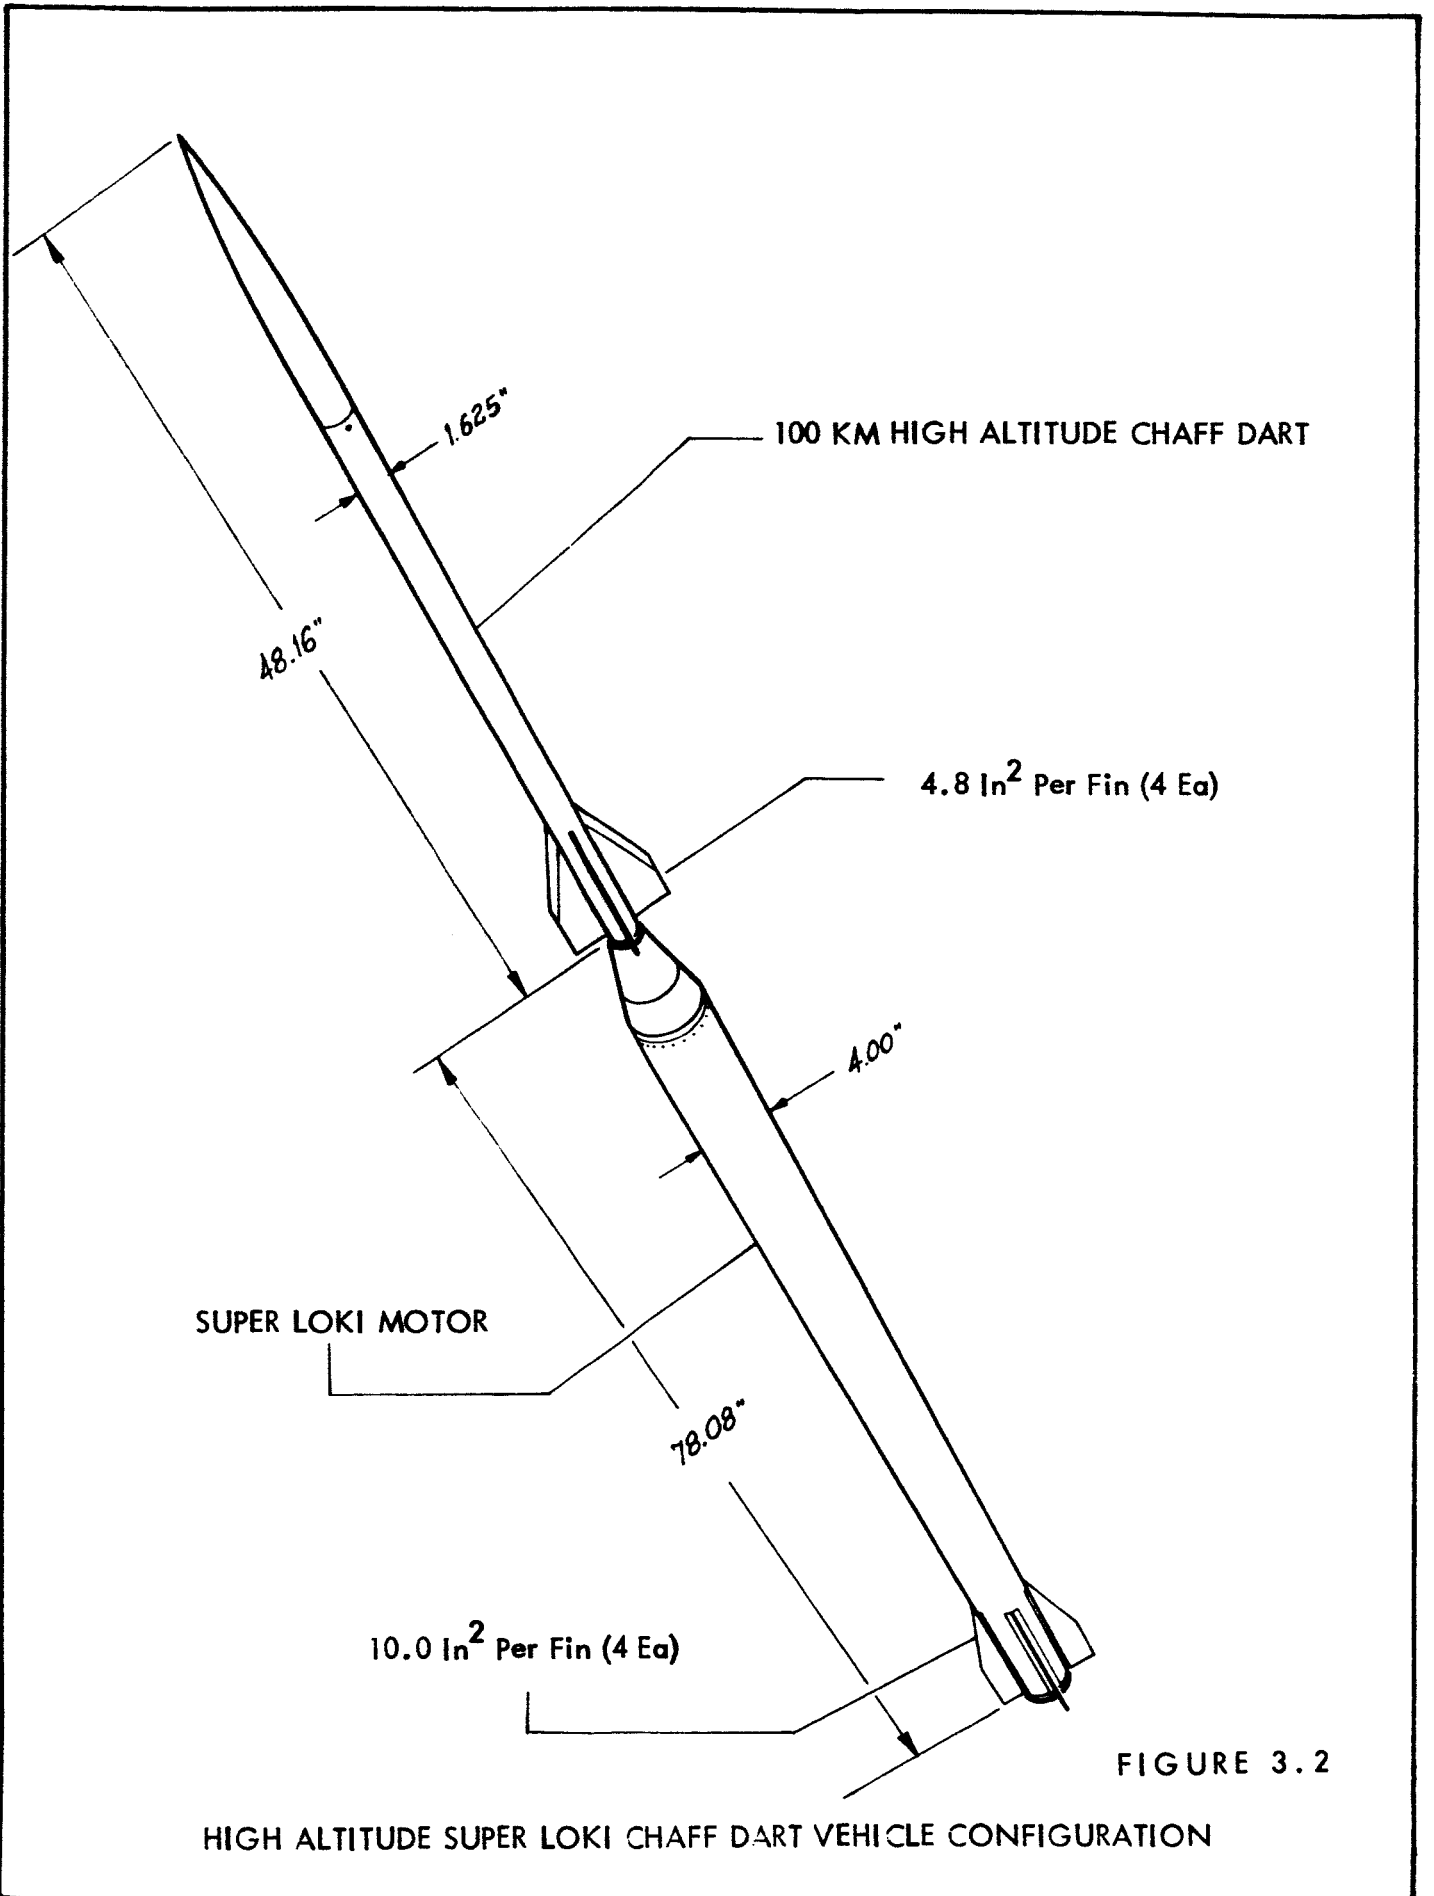 1.625"
100 KM HIGH ALTITUDE CHAFF DART
48.16"
4.8 In² Per Fin (4 Ea)
4.00"
SUPER LOKI MOTOR
78.08"
10.0 In² Per Fin (4 Ea)
FIGURE 3.2
HIGH ALTITUDE SUPER LOKI CHAFF DART VEHICLE CONFIGURATION